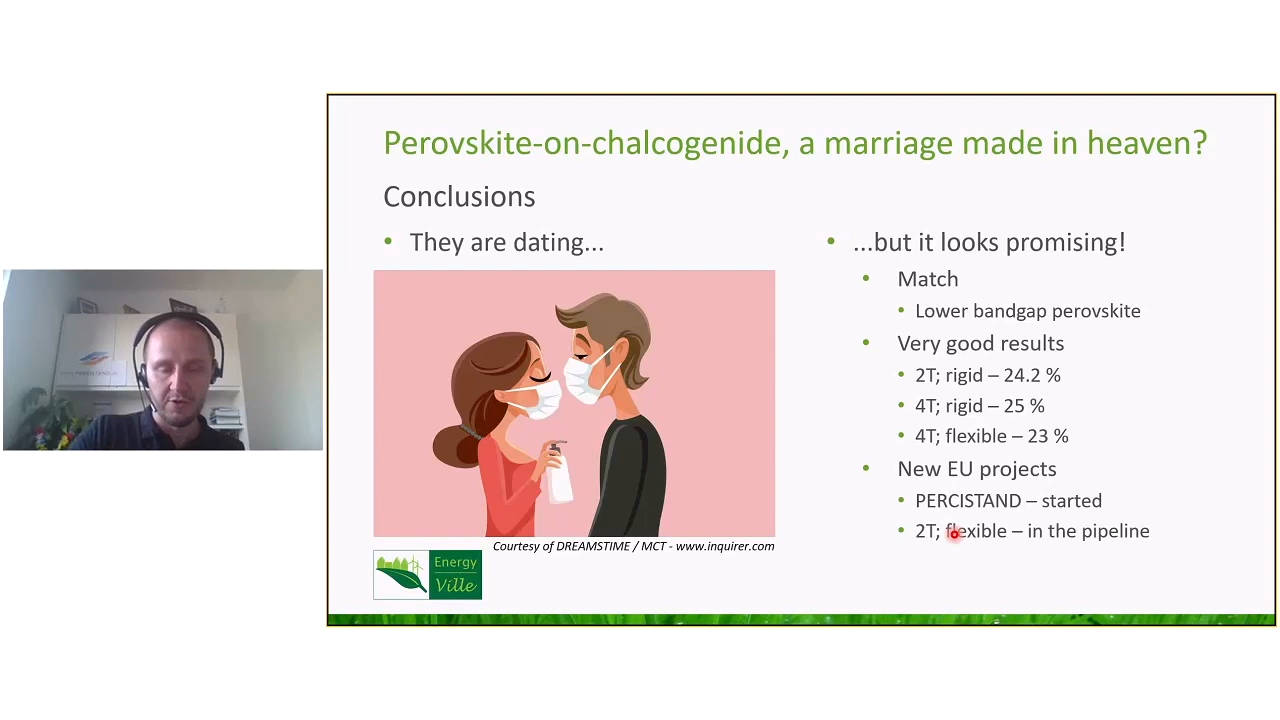 Perovskite-on-chalcogenide, a marriage made in heaven?
Conclusions
• They are dating...
Courtesy of DREAMSTIME / MCT - www.inquirer.com
Energy
Ville
• ...but it looks promising!
• Match
• Lower bandgap perovskite
• Very good results
• 2T; rigid – 24.2 %
• 4T; rigid – 25 %
• 4T; flexible – 23 %
• New EU projects
• PERCISTAND – started
• 2T; flexible – in the pipeline